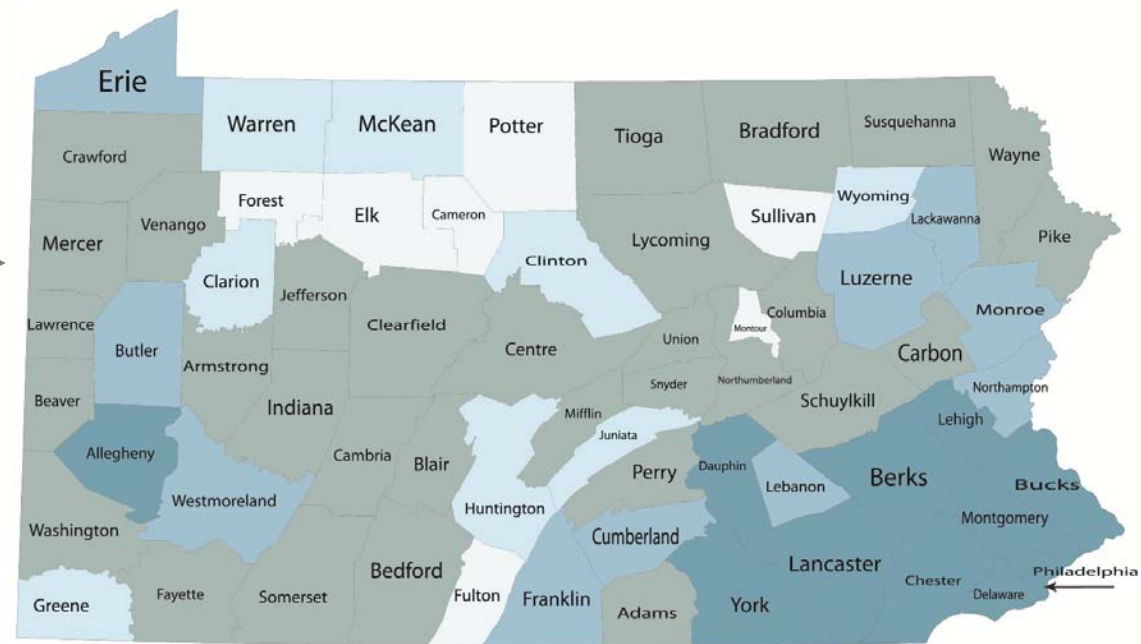 Erie
Warren
McKean
Potter
Tioga
Bradford
Susquehanna
Wayne
Crawford
Forest
Elk
Cameron
Sullivan
Wyoming
Lackawanna
Venango
Mercer
Lycoming
Pike
Clarion
Clinton
Luzerne
Jefferson
Monroe
Lawrence
Clearfield
Montour
Columbia
Butler
Centre
Union
Carbon
Armstrong
Snyder
Northumberland
Northampton
Beaver
Indiana
Mifflin
Schuylkill
Lehigh
Juniata
Allegheny
Cambria
Blair
Perry
Dauphin
Berks
Lebanon
Bucks
Westmoreland
Huntington
Montgomery
Washington
Cumberland
Bedford
Lancaster
Philadelphia
Chester
Greene
Fayette
Somerset
Fulton
Franklin
Adams
York
Delaware